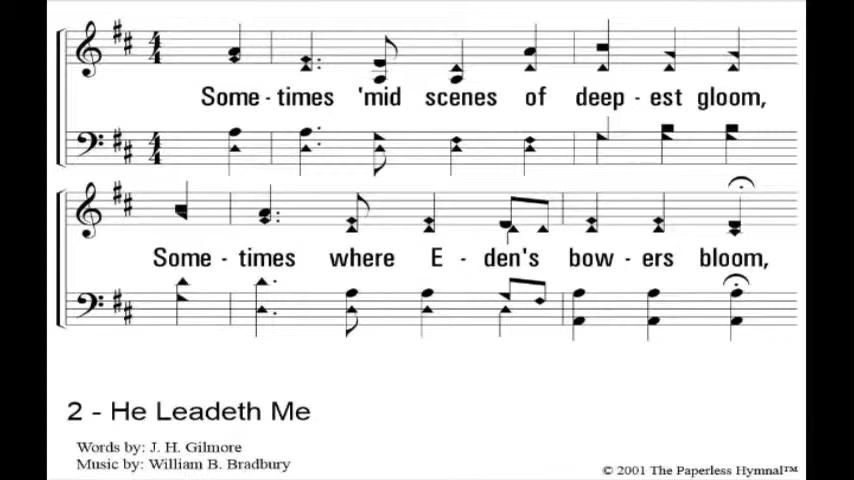 Some - times 'mid scenes of deep - est gloom,
Some - times where E - den's bow - ers bloom,
2 - He Leadeth Me
Words by: J. H. Gilmore
Music by: William B. Bradbury
© 2001 The Paperless Hymnal™